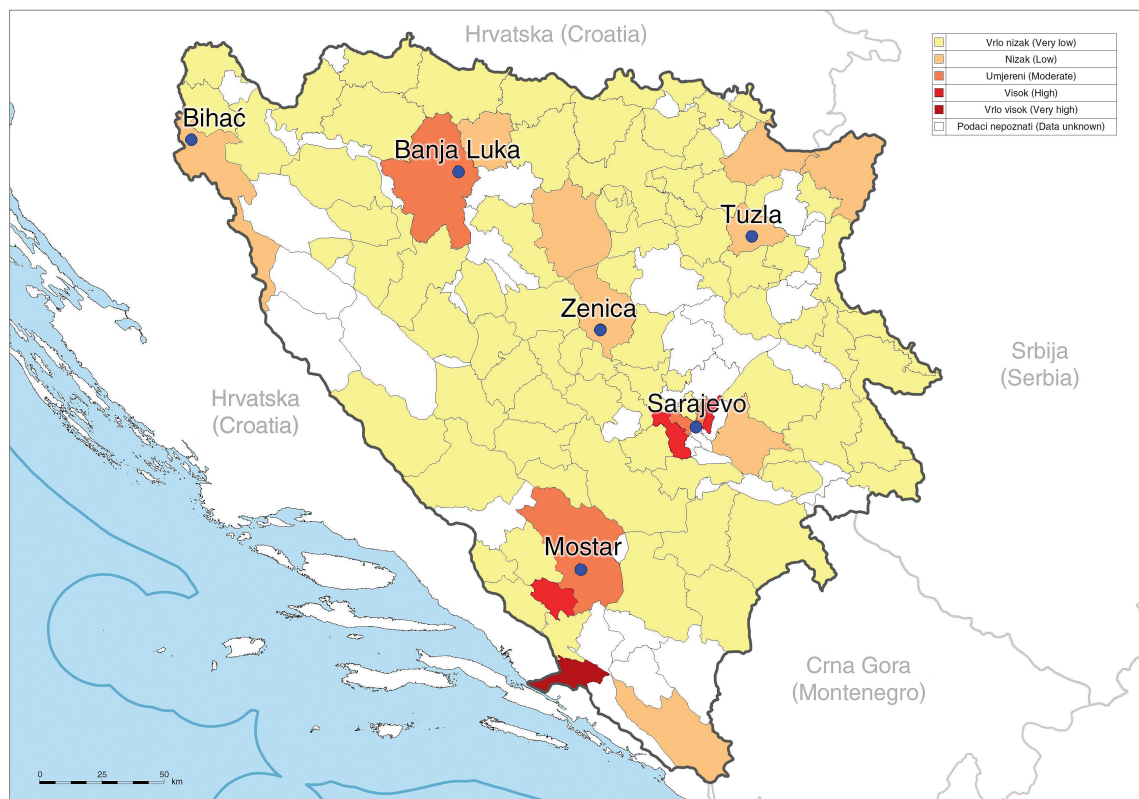 Hrvatska (Croatia)
Vrlo nizak (Very low)
Nizak (Low)
Umjereni (Moderate)
Visok (High)
Vrlo visok (Very high)
Podaci nepoznati (Data unknown)
Bihać
Banja Luka
Tuzla
Zenica
Srbija
(Serbia)
Hrvatska
(Croatia)
Sarajevo
Mostar
Crna Gora
(Montenegro)
0 25 50
km